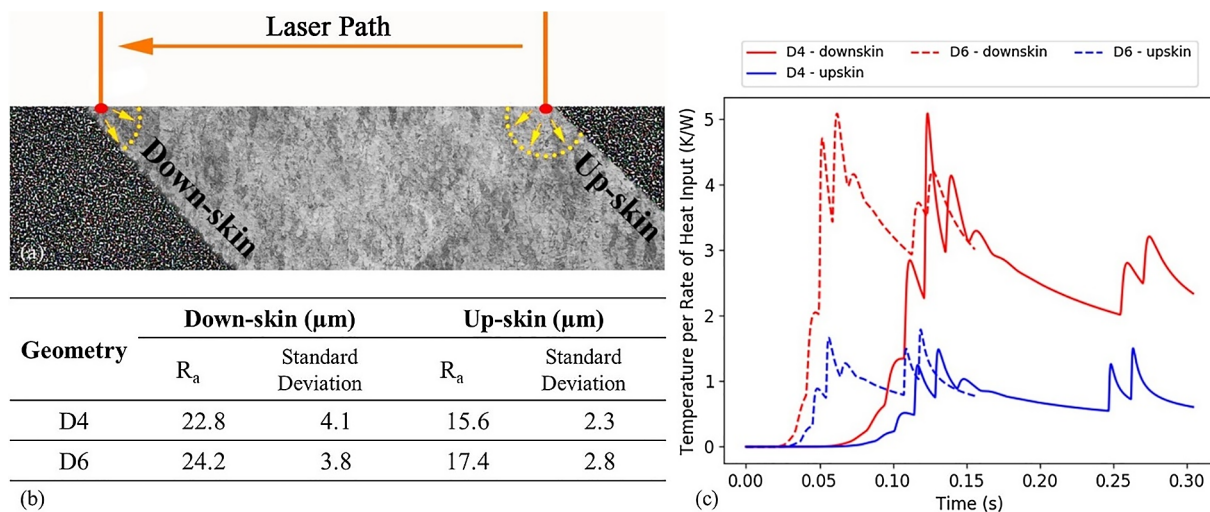 Laser Path
Down-skin
Up-skin
(a)
Geometry
Down-skin (µm)
Up-skin (µm)
Rₐ
Standard Deviation
Rₐ
Standard Deviation
D4 22.8 4.1 15.6 2.3
D6 24.2 3.8 17.4 2.8
(b)
D4 - downskin
D4 - upskin
D6 - downskin
D6 - upskin
Temperature per Rate of Heat Input (K/W)
5
4
3
2
1
0
0.00 0.05 0.10 0.15 0.20 0.25 0.30
Time (s)
(c)